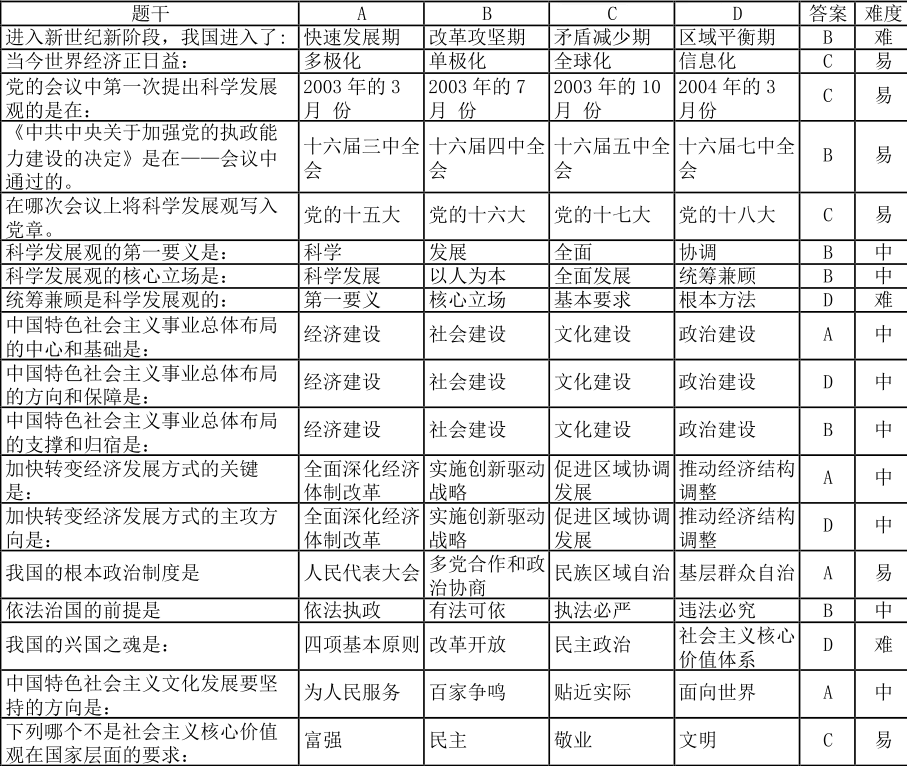 题干 A B C D 答案 难度
进入新世纪新阶段，我国进入了: 快速发展期 改革攻坚期 矛盾减少期 区域平衡期 B 难
当今世界经济正日益： 多极化 单极化 全球化 信息化 C 易
党的会议中第一次提出科学发展 2003 年的 3 2003 年的 7 2003 年的 10 2004 年的 3
观的是在： 月 份 月 份 月 份 月份 C 易
《中共中央关于加强党的执政能
力建设的决定》是在——会议中 十六届三中全 十六届四中全 十六届五中全 十六届七中全 B 易
通过的。 会 会 会 会
在哪次会议上将科学发展观写入
党章。 党的十五大 党的十六大 党的十七大 党的十八大 C 易
科学发展观的第一要义是： 科学 发展 全面 协调 B 中
科学发展观的核心立场是： 科学发展 以人为本 全面发展 统筹兼顾 B 中
统筹兼顾是科学发展观的： 第一要义 核心立场 基本要求 根本方法 D 难
中国特色社会主义事业总体布局
的中心和基础是： 经济建设 社会建设 文化建设 政治建设 A 中
中国特色社会主义事业总体布局
的方向和保障是： 经济建设 社会建设 文化建设 政治建设 D 中
中国特色社会主义事业总体布局
的支撑和归宿是： 经济建设 社会建设 文化建设 政治建设 B 中
加快转变经济发展方式的关键 全面深化经济 实施创新驱动 促进区域协调 推动经济结构
是： 体制改革 战略 发展 调整 A 中
加快转变经济发展方式的主攻方 全面深化经济 实施创新驱动 促进区域协调 推动经济结构
向是： 体制改革 战略 发展 调整 D 中
我国的根本政治制度是 人民代表大会 多党合作和政 民族区域自治 基层群众自治 A 易
治协商
依法治国的前提是 依法执政 有法可依 执法必严 违法必究 B 中
我国的兴国之魂是： 四项基本原则 改革开放 民主政治 社会主义核心 D 难
价值体系
中国特色社会主义文化发展要坚
持的方向是： 为人民服务 百家争鸣 贴近实际 面向世界 A 中
下列哪个不是社会主义核心价值
观在国家层面的要求： 富强 民主 敬业 文明 C 易